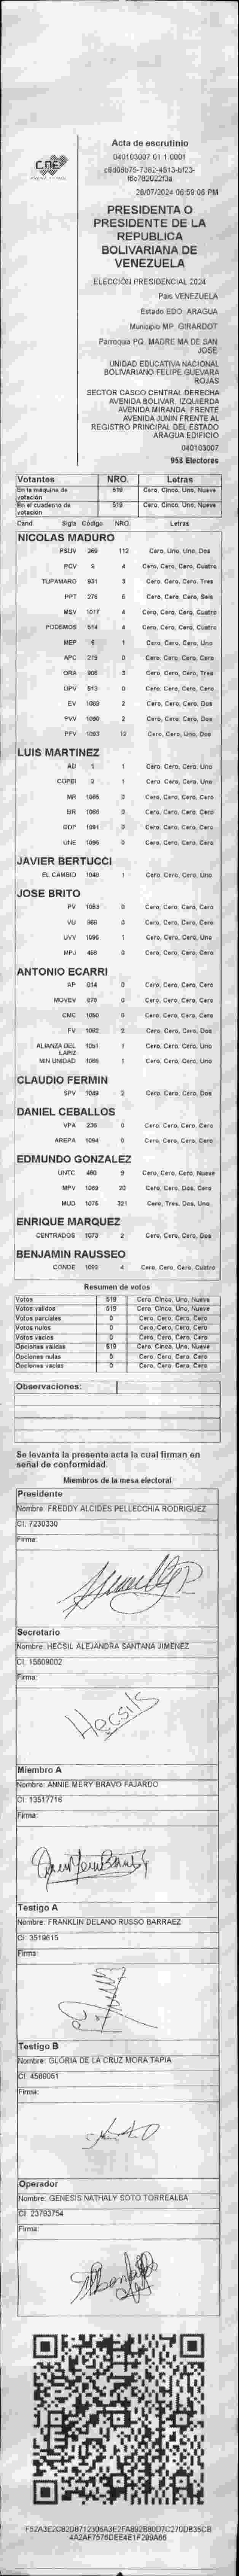 CNE
Acta de escrutinio
040103007 01 1 0001
28/07/2024 06:59:06 PM
PRESIDENTA O
PRESIDENTE DE LA
REPUBLICA
BOLIVARIANA DE
VENEZUELA
ELECCIÓN PRESIDENCIAL 2024
Pais VENEZUELA
Estado EDO. ARAGUA
Municipio MP. GIRARDOT
Parroquia PQ. MADRE MA DE SAN
JOSE
UNIDAD EDUCATIVA NACIONAL
BOLIVARIANO FELIPE GUEVARA
ROJAS
SECTOR CASCO CENTRAL DERECHA
AVENIDA BOLIVAR. IZQUIERDA
AVENIDA MIRANDA. FRENTE
AVENIDA JUNIN FRENTE AL
REGISTRO PRINCIPAL DEL ESTADO
ARAGUA EDIFICIO
040103007
958 Electores
Votantes NRO. Letras
En la máquina de votación 519 Cero, Cinco, Uno, Nueve
En el cuaderno de votación 519 Cero, Cinco, Uno, Nueve
Cand Sigla Código NRO. Letras
NICOLAS MADURO
PSUV 269 112 Cero, Uno, Uno, Dos
PCV 9 4 Cero, Cero, Cero, Cuatro
TUPAMARO 931 3 Cero, Cero, Cero, Tres
PPT 276 6 Cero, Cero, Cero, Seis
MSV 1017 4 Cero, Cero, Cero, Cuatro
PODEMOS 514 4 Cero, Cero, Cero, Cuatro
MEP 6 1 Cero, Cero, Cero, Uno
APC 219 0 Cero, Cero, Cero, Cero
ORA 906 3 Cero, Cero, Cero, Tres
UPV 513 0 Cero, Cero, Cero, Cero
EV 1089 2 Cero, Cero, Cero, Dos
PVV 1090 2 Cero, Cero, Cero, Dos
PFV 1093 12 Cero, Cero, Uno, Dos
LUIS MARTINEZ
AD 1 1 Cero, Cero, Cero, Uno
COPEI 2 1 Cero, Cero, Cero, Uno
MR 1065 0 Cero, Cero, Cero, Cero
BR 1066 0 Cero, Cero, Cero, Cero
DDP 1091 0 Cero, Cero, Cero, Cero
UNE 1095 0 Cero, Cero, Cero, Cero
JAVIER BERTUCCI
EL CAMBIO 1048 1 Cero, Cero, Cero, Uno
JOSE BRITO
PV 1053 0 Cero, Cero, Cero, Cero
VU 968 0 Cero, Cero, Cero, Cero
UVV 1096 1 Cero, Cero, Cero, Uno
MPJ 458 0 Cero, Cero, Cero, Cero
ANTONIO ECARRI
AP 914 0 Cero, Cero, Cero, Cero
MOVEV 970 0 Cero, Cero, Cero, Cero
CMC 1050 0 Cero, Cero, Cero, Cero
FV 1082 2 Cero, Cero, Cero, Dos
ALIANZA DEL LAPIZ 1051 1 Cero, Cero, Cero, Uno
MIN UNIDAD 1086 1 Cero, Cero, Cero, Uno
CLAUDIO FERMIN
SPV 1049 2 Cero, Cero, Cero, Dos
DANIEL CEBALLOS
VPA 236 0 Cero, Cero, Cero, Cero
AREPA 1094 0 Cero, Cero, Cero, Cero
EDMUNDO GONZALEZ
UNTC 460 9 Cero, Cero, Cero, Nueve
MPV 1069 20 Cero, Cero, Dos, Cero
MUD 1075 321 Cero, Tres, Dos, Uno
ENRIQUE MARQUEZ
CENTRADOS 1073 2 Cero, Cero, Cero, Dos
BENJAMIN RAUSSEO
CONDE 1092 4 Cero, Cero, Cero, Cuatro
Resumen de votos
Votos 519 Cero, Cinco, Uno, Nueve
Votos validos 519 Cero, Cinco, Uno, Nueve
Votos parciales 0 Cero, Cero, Cero, Cero
Votos nulos 0 Cero, Cero, Cero, Cero
Votos vacios 0 Cero, Cero, Cero, Cero
Opciones validas 519 Cero, Cinco, Uno, Nueve
Opciones nulas 0 Cero, Cero, Cero, Cero
Opciones vacias 0 Cero, Cero, Cero, Cero
Observaciones:
Se levanta la presente acta la cual firman en
señal de conformidad.
Miembros de la mesa electoral
Presidente
Nombre: FREDDY ALCIDES PELLECCHIA RODRIGUEZ
CI: 7230330
Firma:
Secretario
Nombre: HECSIL ALEJANDRA SANTANA JIMENEZ
CI: 15609002
Firma:
Hecsils
Miembro A
Nombre: ANNIE MERY BRAVO FAJARDO
CI: 13517716
Firma:
Testigo A
Nombre: FRANKLIN DELANO RUSSO BARRAEZ
CI: 3519615
Firma:
Testigo B
Nombre: GLORIA DE LA CRUZ MORA TAPIA
CI: 4569051
Firma:
Operador
Nombre: GENESIS NATHALY SOTO TORREALBA
CI: 23793754
Firma: